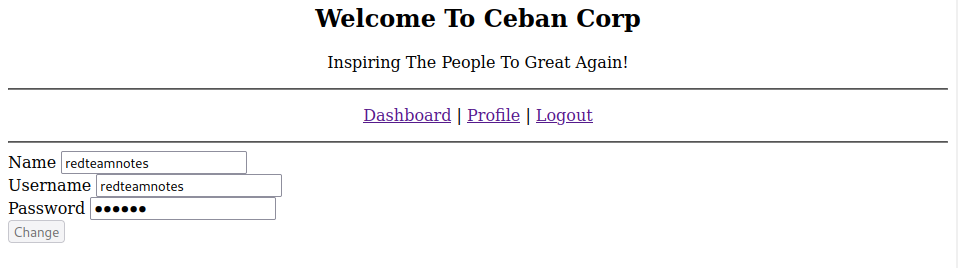 Welcome To Ceban Corp
Inspiring The People To Great Again!
Dashboard | Profile | Logout
Name redteamnotes
Username redteamnotes
Password ●●●●●●
Change